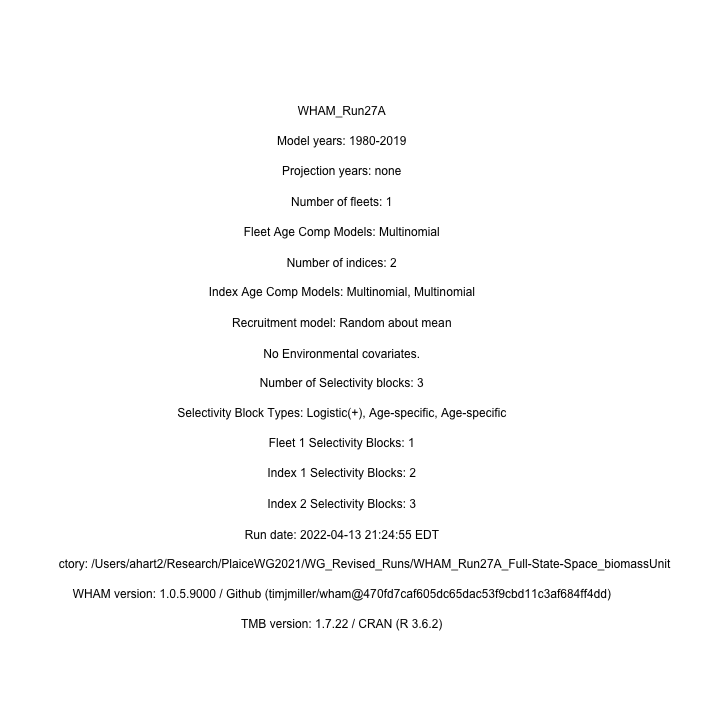 WHAM_Run27A
Model years: 1980-2019
Projection years: none
Number of fleets: 1
Fleet Age Comp Models: Multinomial
Number of indices: 2
Index Age Comp Models: Multinomial, Multinomial
Recruitment model: Random about mean
No Environmental covariates.
Number of Selectivity blocks: 3
Selectivity Block Types: Logistic(+), Age-specific, Age-specific
Fleet 1 Selectivity Blocks: 1
Index 1 Selectivity Blocks: 2
Index 2 Selectivity Blocks: 3
Run date: 2022-04-13 21:24:55 EDT
ctory: /Users/ahart2/Research/PlaiceWG2021/WG_Revised_Runs/WHAM_Run27A_Full-State-Space_biomassUnit
WHAM version: 1.0.5.9000 / Github (timjmiller/wham@470fd7caf605dc65dac53f9cbd11c3af684ff4dd)
TMB version: 1.7.22 / CRAN (R 3.6.2)